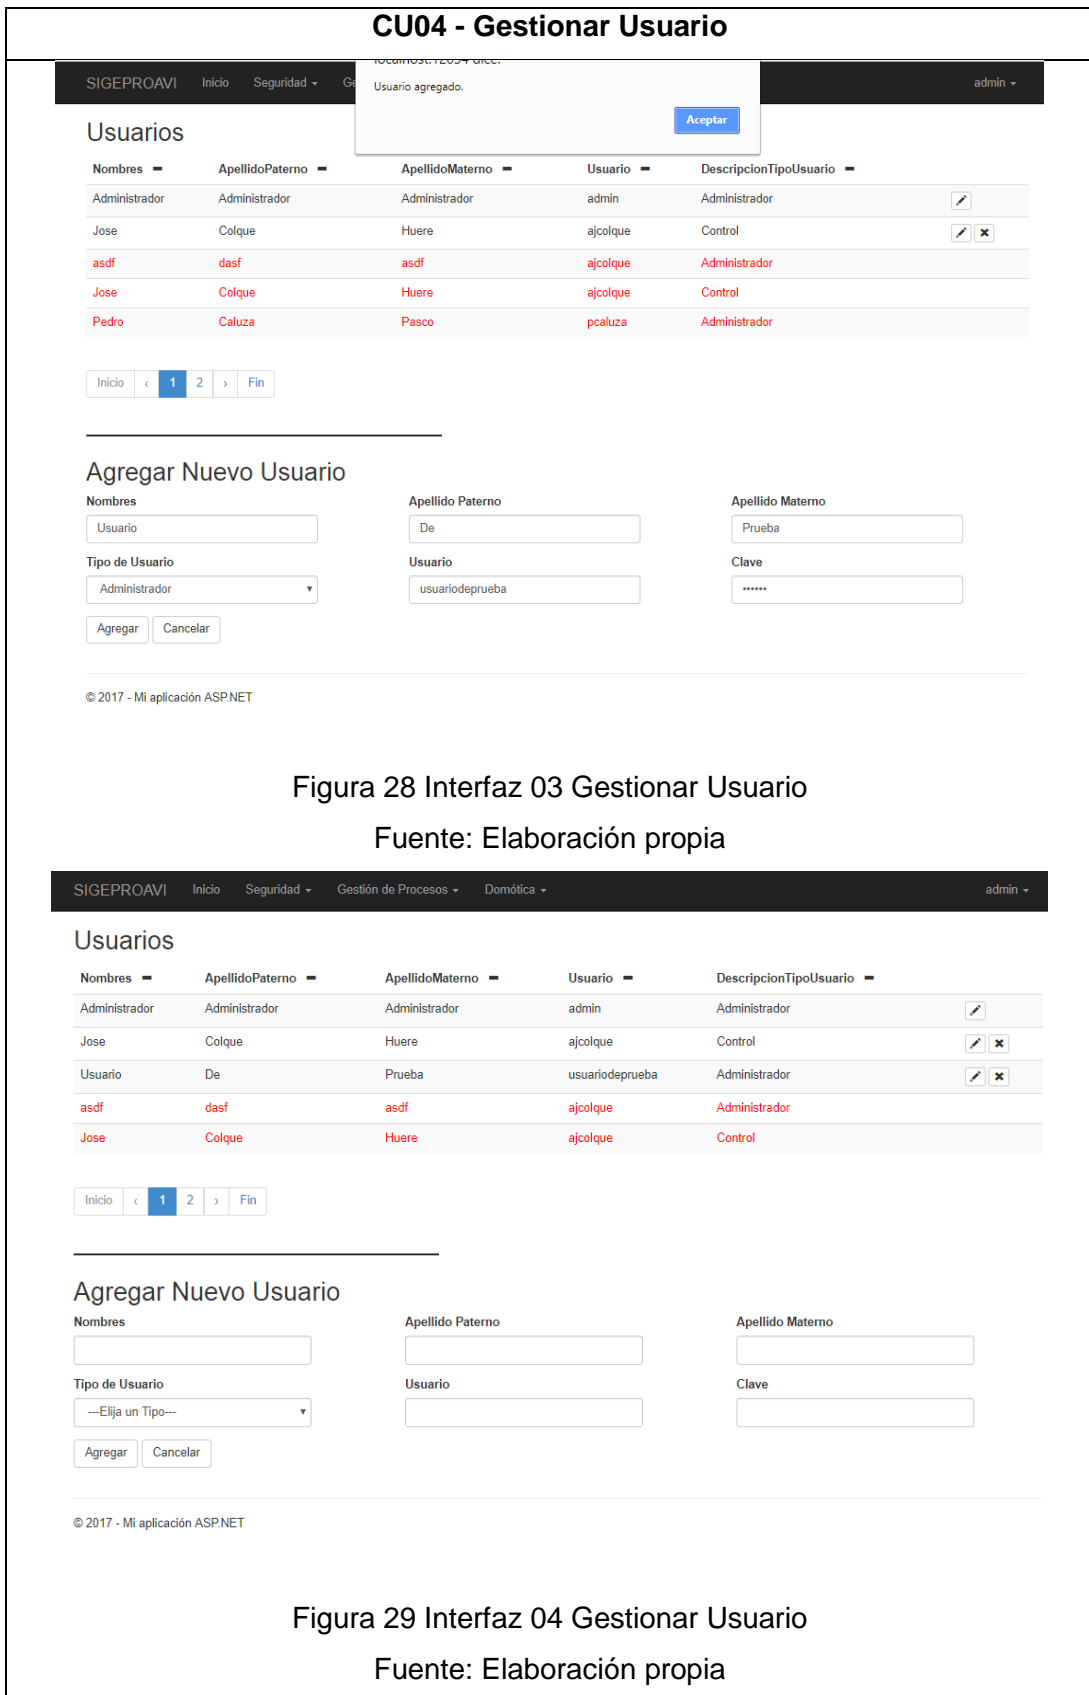 CU04 - Gestionar Usuario
SIGEPROAVI Inicio Seguridad Ge admin
Usuario agregado.
Aceptar
Usuarios
Nombres ApellidoPaterno ApellidoMaterno Usuario DescripcionTipoUsuario
Administrador Administrador Administrador admin Administrador
Jose Colque Huere ajcolque Control
asdf dasf asdf ajcolque Administrador
Jose Colque Huere ajcolque Control
Pedro Caluza Pasco pcaluza Administrador
Inicio ‹ 1 2 › Fin
Agregar Nuevo Usuario
Nombres Apellido Paterno Apellido Materno
Usuario De Prueba
Tipo de Usuario Usuario Clave
Administrador usuariodeprueba ••••••
Agregar Cancelar
© 2017 - Mi aplicación ASP.NET
Figura 28 Interfaz 03 Gestionar Usuario
Fuente: Elaboración propia
SIGEPROAVI Inicio Seguridad Gestión de Procesos Domótica admin
Usuarios
Nombres ApellidoPaterno ApellidoMaterno Usuario DescripcionTipoUsuario
Administrador Administrador Administrador admin Administrador
Jose Colque Huere ajcolque Control
Usuario De Prueba usuariodeprueba Administrador
asdf dasf asdf ajcolque Administrador
Jose Colque Huere ajcolque Control
Inicio ‹ 1 2 › Fin
Agregar Nuevo Usuario
Nombres Apellido Paterno Apellido Materno
Tipo de Usuario Usuario Clave
---Elija un Tipo---
Agregar Cancelar
© 2017 - Mi aplicación ASP.NET
Figura 29 Interfaz 04 Gestionar Usuario
Fuente: Elaboración propia